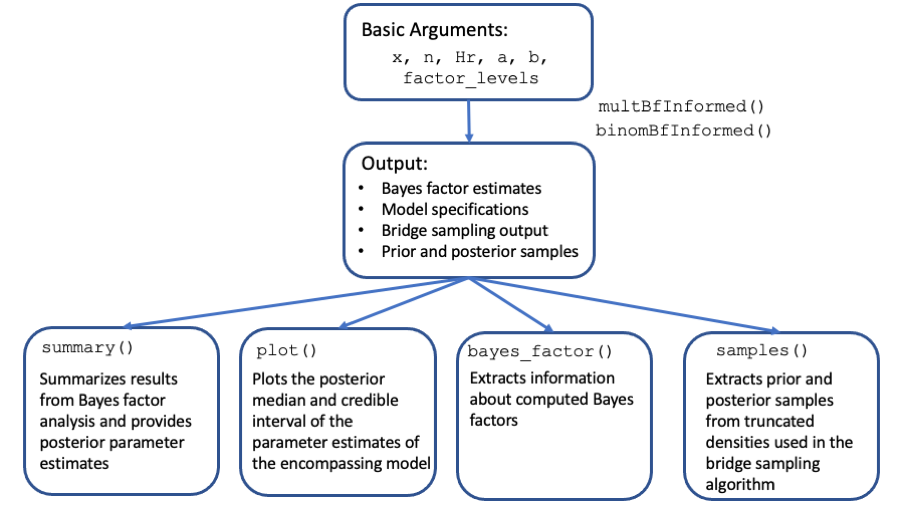 Basic Arguments:
x, n, Hr, a, b,
factor_levels
multBfInformed()
binomBfInformed()
Output:
• Bayes factor estimates
• Model specifications
• Bridge sampling output
• Prior and posterior samples
summary()
Summarizes results
from Bayes factor
analysis and provides
posterior parameter
estimates
plot()
Plots the posterior
median and credible
interval of the
parameter estimates of
the encompassing model
bayes_factor()
Extracts information
about computed Bayes
factors
samples()
Extracts prior and
posterior samples
from truncated
densities used in the
bridge sampling
algorithm